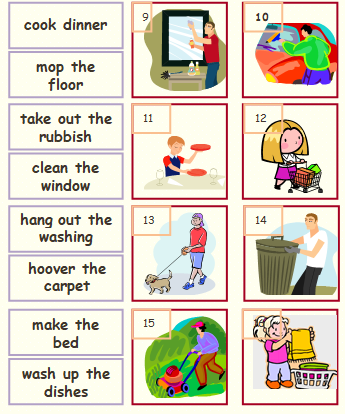 cook dinner
mop the
floor
take out the
rubbish
clean the
window
hang out the
washing
hoover the
carpet
make the
bed
wash up the
dishes
9
10
11
12
13
14
15